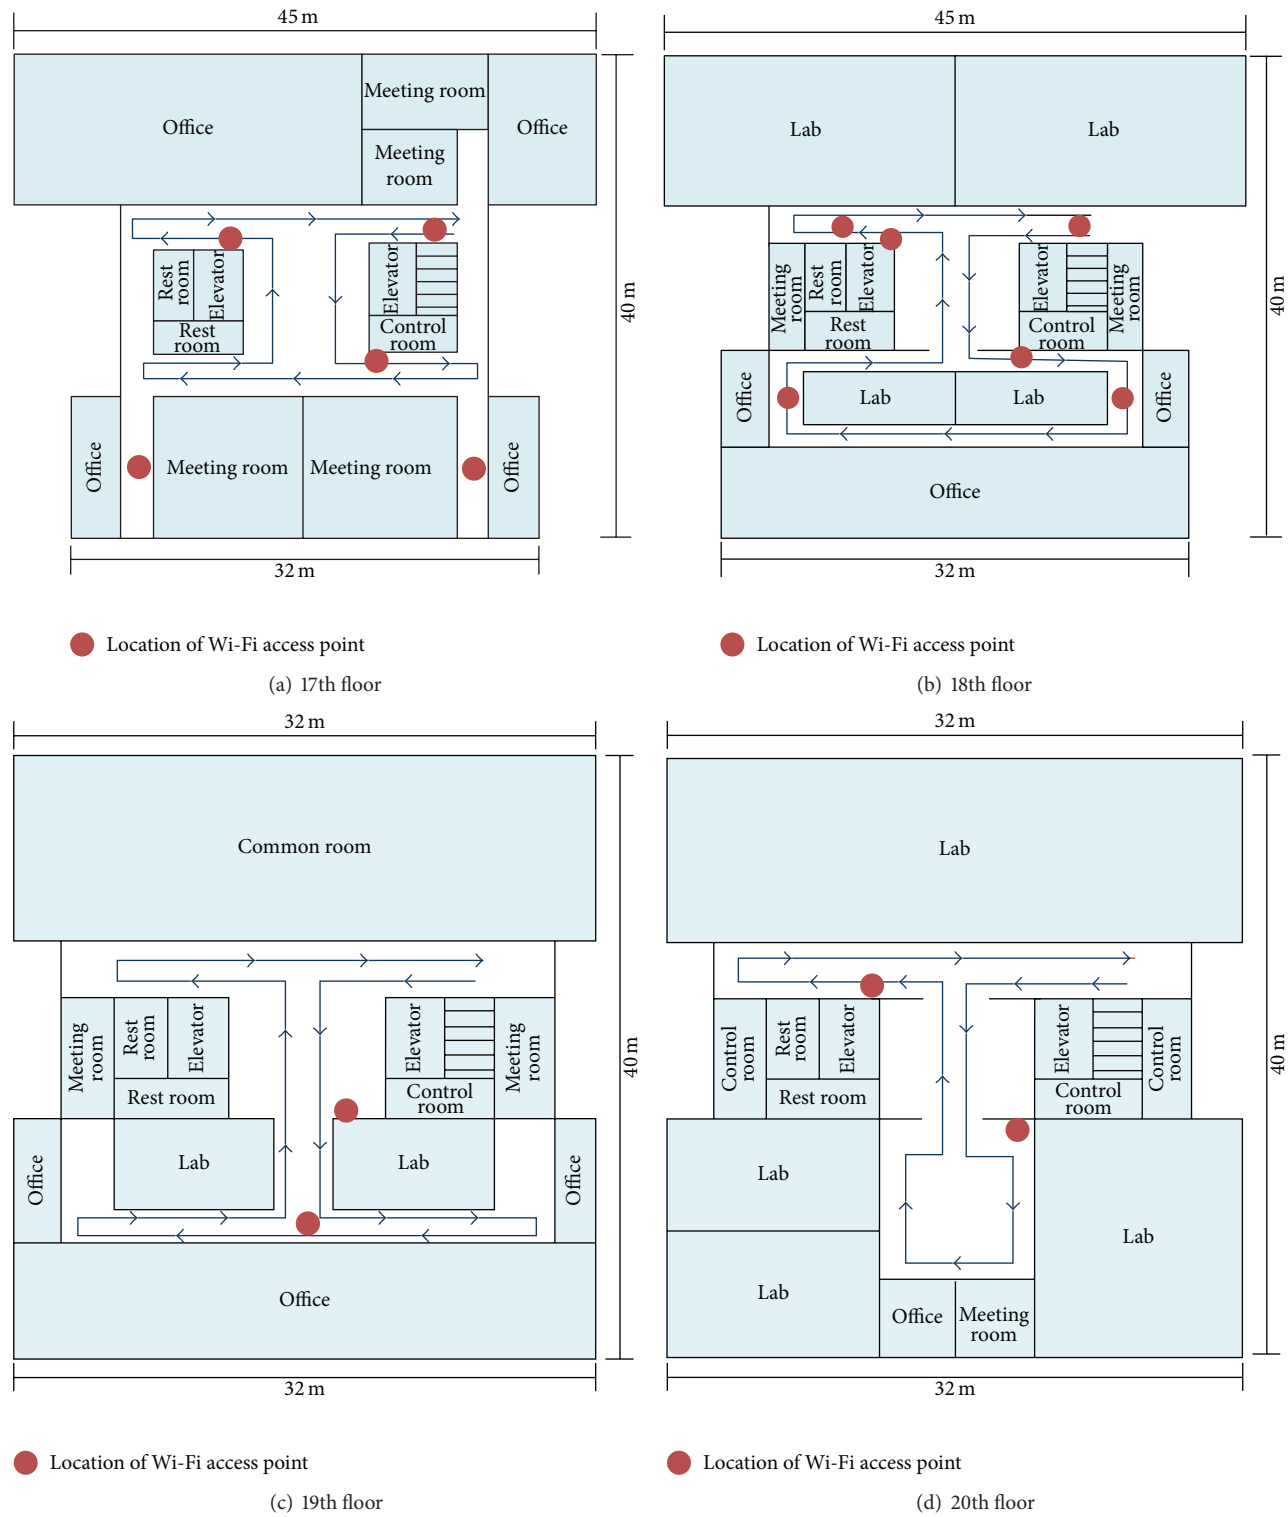 45 m
Meeting room
Office
Office
Meeting
room
40 m
Rest
room
Elevator
Elevator
Rest
room
Control
room
Office
Meeting room
Meeting room
Office
32 m
Location of Wi-Fi access point
(a) 17th floor
45 m
Lab
Lab
40 m
Meeting
room
Rest
room
Elevator
Elevator
Meeting
room
Rest
room
Control
room
Office
Lab
Lab
Office
Office
32 m
Location of Wi-Fi access point
(b) 18th floor
32 m
Common room
40 m
Meeting
room
Rest
room
Elevator
Elevator
Meeting
room
Rest room
Control
room
Office
Lab
Lab
Office
Office
32 m
Location of Wi-Fi access point
(c) 19th floor
32 m
Lab
40 m
Control
room
Rest
room
Elevator
Elevator
Control
room
Rest room
Control
room
Lab
Lab
Lab
Office
Meeting
room
32 m
Location of Wi-Fi access point
(d) 20th floor